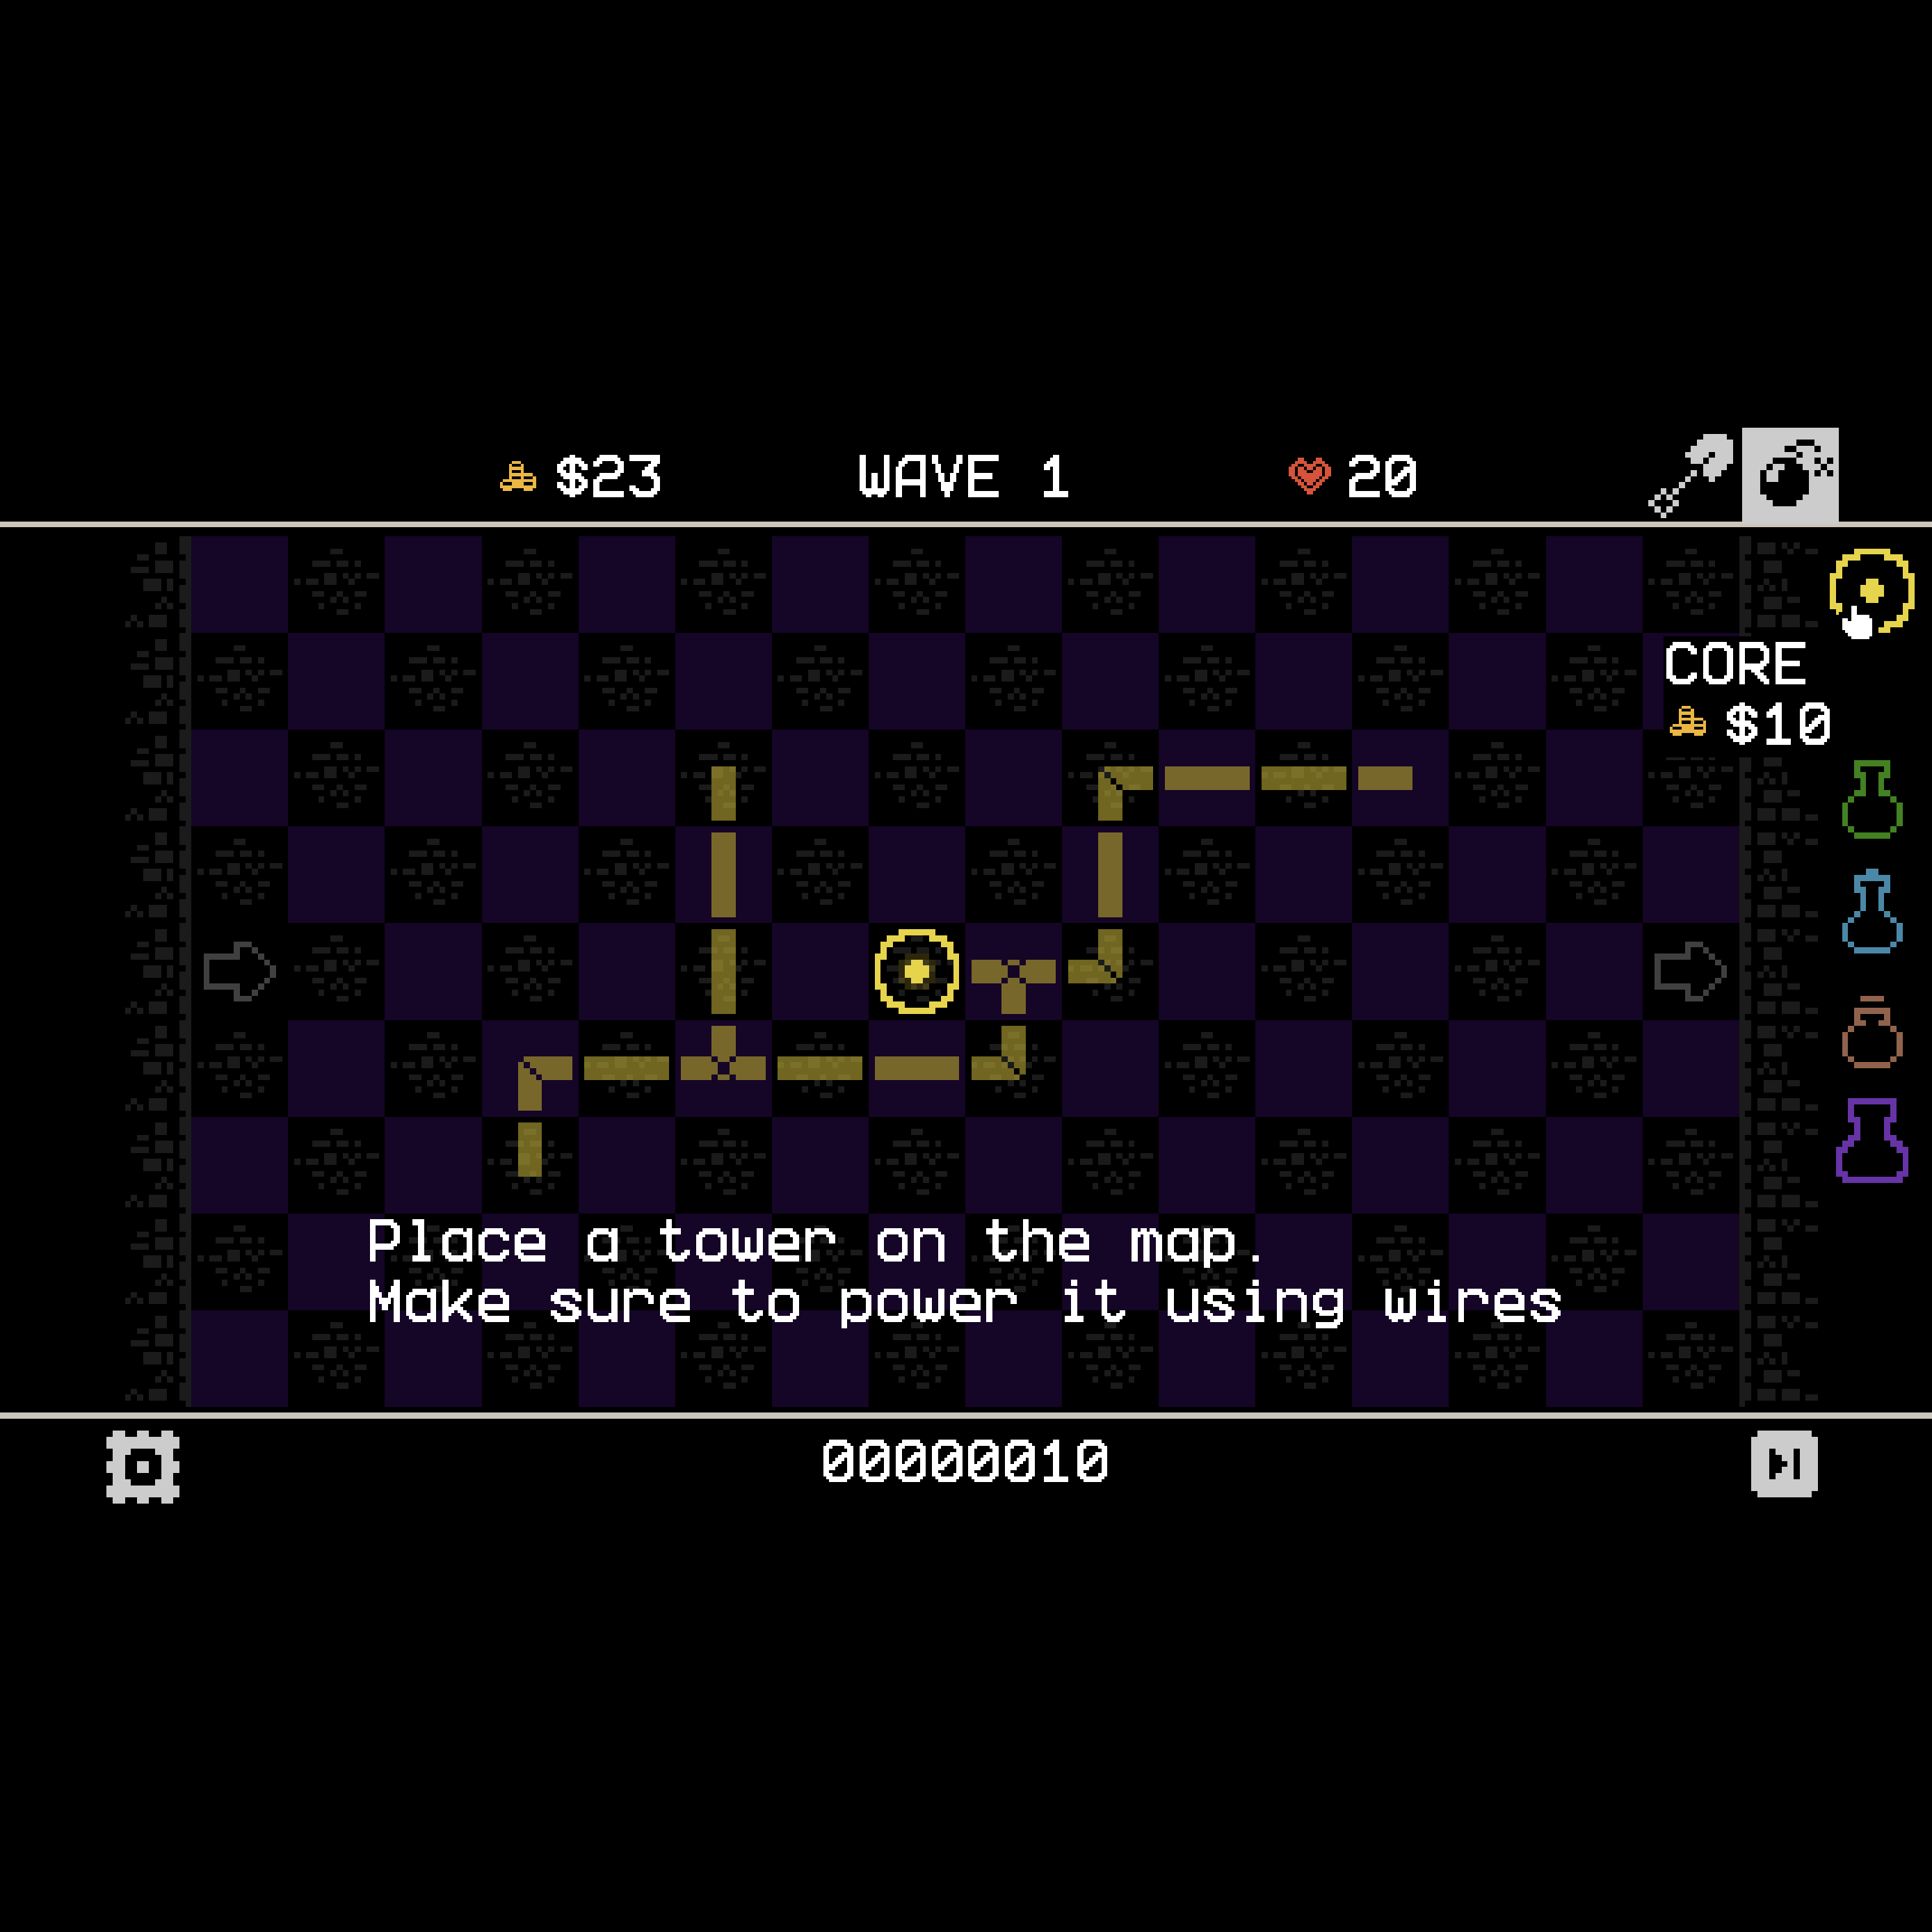 $23
WAVE 1
20
CORE
$10
Place a tower on the map.
Make sure to power it using wires
00000010